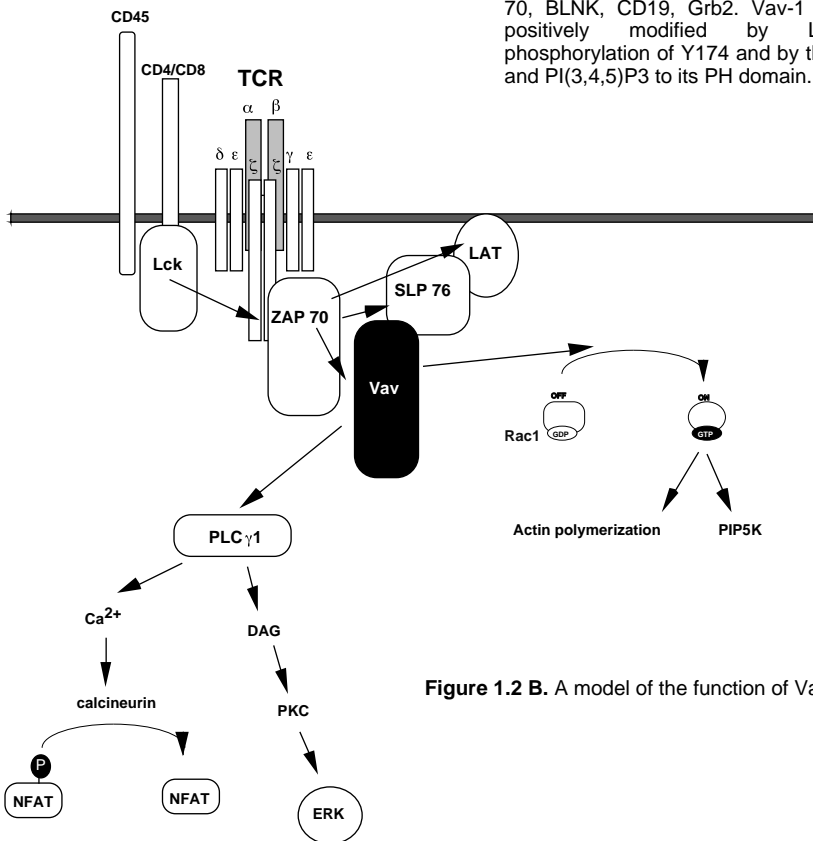 70, BLNK, CD19, Grb2. Vav-1
positively modified by L
phosphorylation of Y174 and by t
and PI(3,4,5)P3 to its PH domain.
CD45
CD4/CD8
TCR
α β
δ ε ζ ζ γ ε
Lck
ZAP 70
SLP 76
LAT
Vav
OFF
ON
Rac1
GDP
GTP
Actin polymerization
PIP5K
PLC γ1
Ca2+
DAG
calcineurin
PKC
P
NFAT
NFAT
ERK
Figure 1.2 B. A model of the function of Va